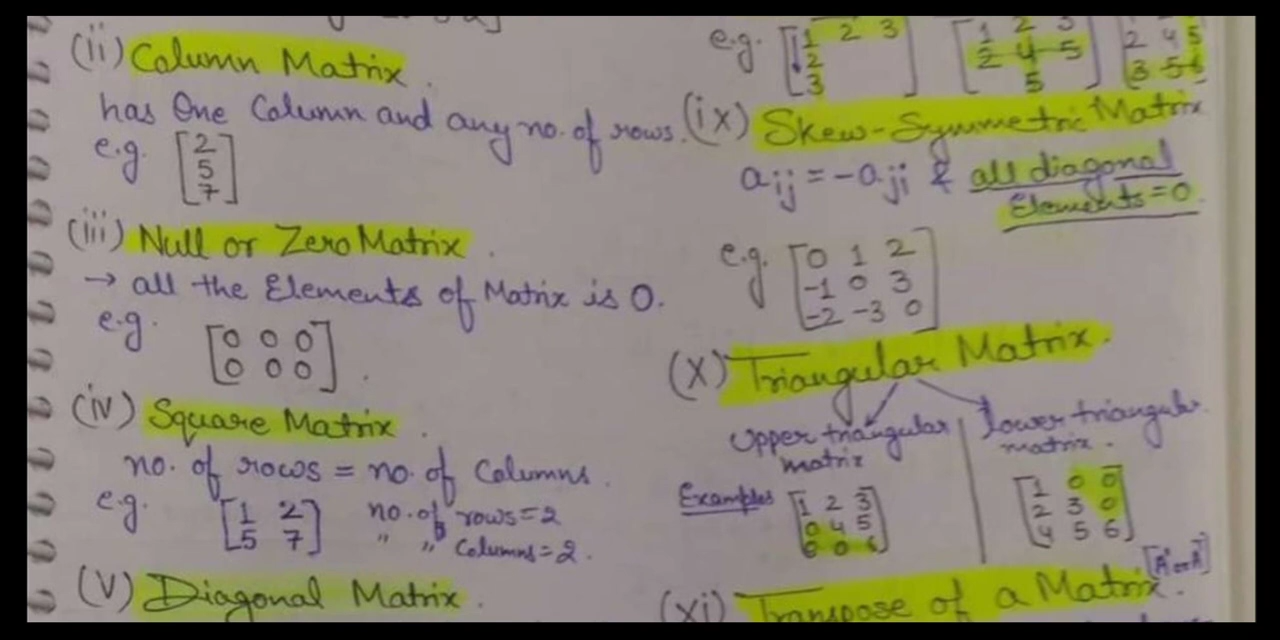 (ii) Column Matrix.
has One Column and any no. of rows.
e.g. [2
5
7]
(iii) Null or Zero Matrix.
→ all the Elements of Matrix is 0.
e.g. [0 0 0
0 0 0].
(iv) Square Matrix.
no. of rows = no. of Columns.
e.g. [1 2 no. of rows = 2
5 7] " " Columns = 2.
(V) Diagonal Matrix.
e.g. [1 2 3 [1 2 3 [
2 2 4 5 2 4 5
3] 5] 3 5 6]
(ix) Skew-Symmetric Matrix
aij = -aji & all diagonal
Elements = 0
e.g. [0 1 2
-1 0 3
-2 -3 0]
(X) Triangular Matrix.
Upper triangular matrix
lower triangular matrix.
Examples [1 2 3
0 4 5
0 0 6]
[1 0 0
2 3 0
4 5 6]
(xi) Transpose of a Matrix.